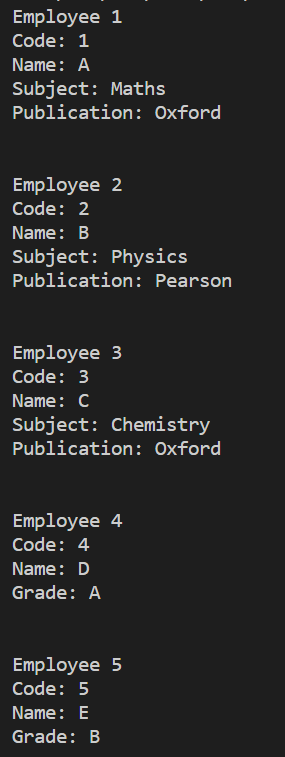 Employee 1
Code: 1
Name: A
Subject: Maths
Publication: Oxford
Employee 2
Code: 2
Name: B
Subject: Physics
Publication: Pearson
Employee 3
Code: 3
Name: C
Subject: Chemistry
Publication: Oxford
Employee 4
Code: 4
Name: D
Grade: A
Employee 5
Code: 5
Name: E
Grade: B